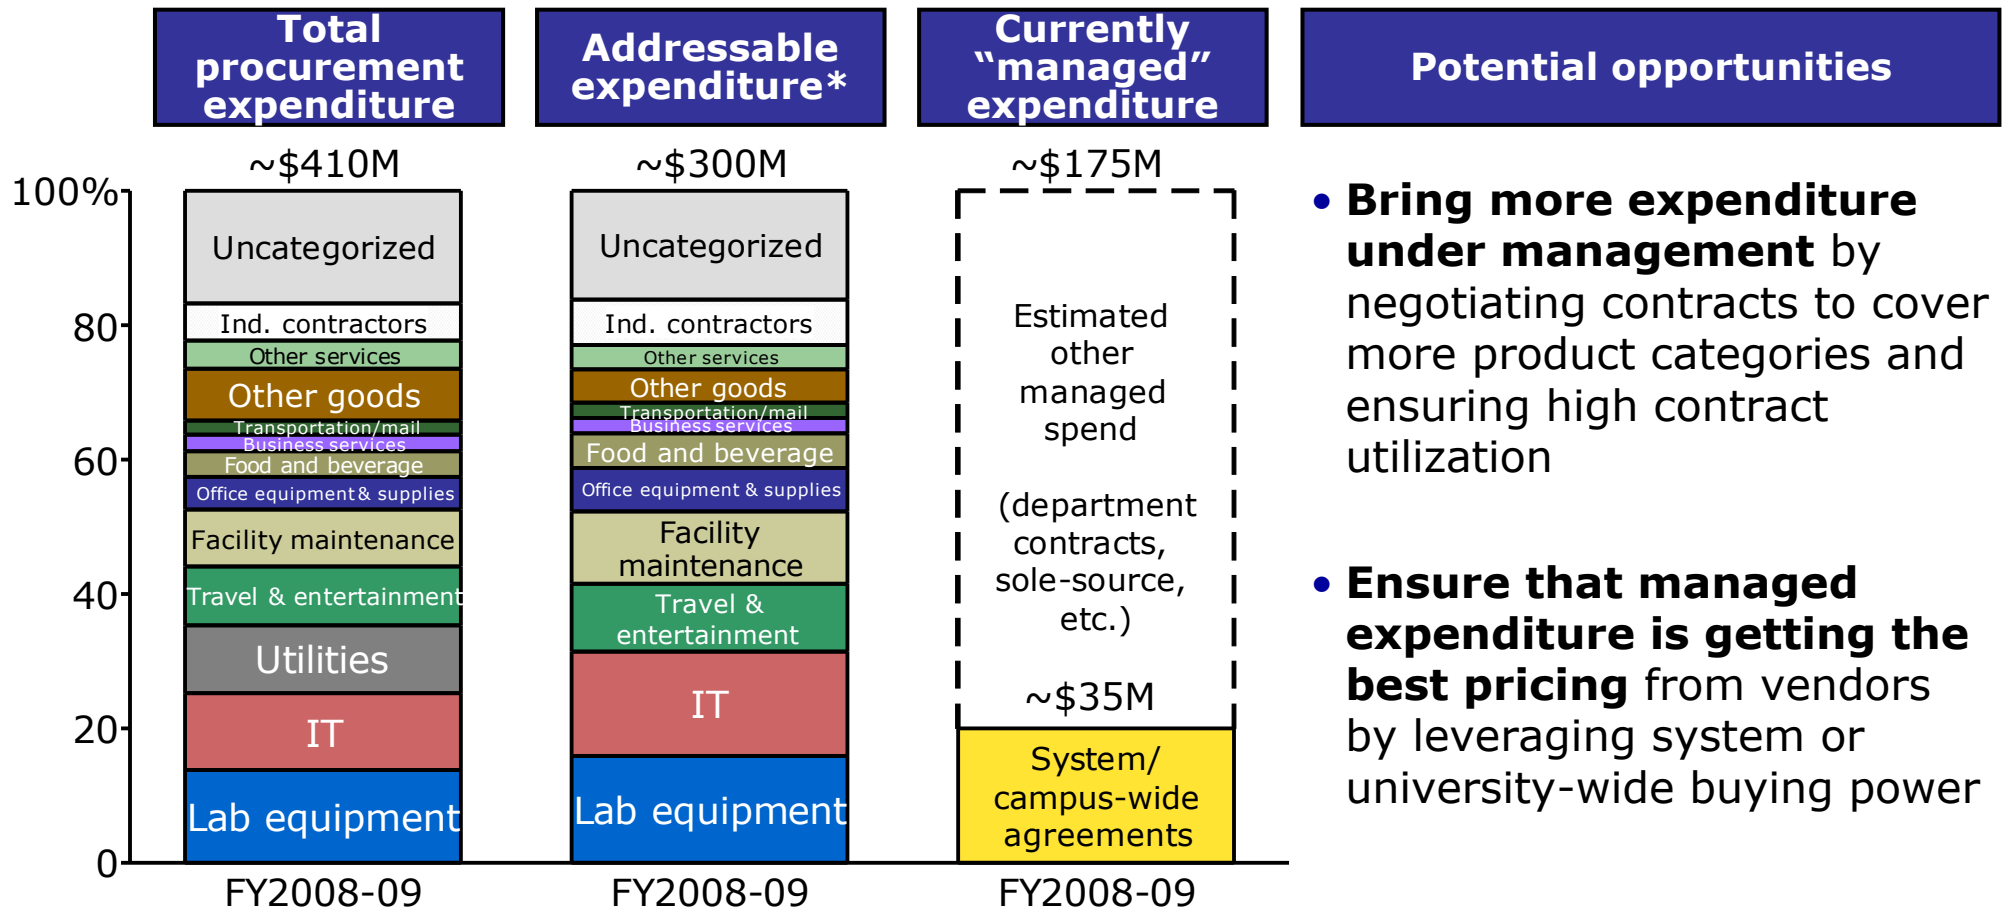 Total
procurement
expenditure
Addressable
expenditure*
Currently
“managed”
expenditure
Potential opportunities
~$410M
~$300M
~$175M
100%
80
60
40
20
0
Uncategorized
Ind. contractors
Other services
Other goods
Transportation/mail
Business services
Food and beverage
Office equipment & supplies
Facility maintenance
Travel & entertainment
Utilities
IT
Lab equipment
FY2008-09
Uncategorized
Ind. contractors
Other services
Other goods
Transportation/mail
Business services
Food and beverage
Office equipment & supplies
Facility
maintenance
Travel &
entertainment
IT
Lab equipment
FY2008-09
Estimated
other
managed
spend
(department
contracts,
sole-source,
etc.)
~$35M
System/
campus-wide
agreements
FY2008-09
• Bring more expenditure
under management by
negotiating contracts to cover
more product categories and
ensuring high contract
utilization
• Ensure that managed
expenditure is getting the
best pricing from vendors
by leveraging system or
university-wide buying power